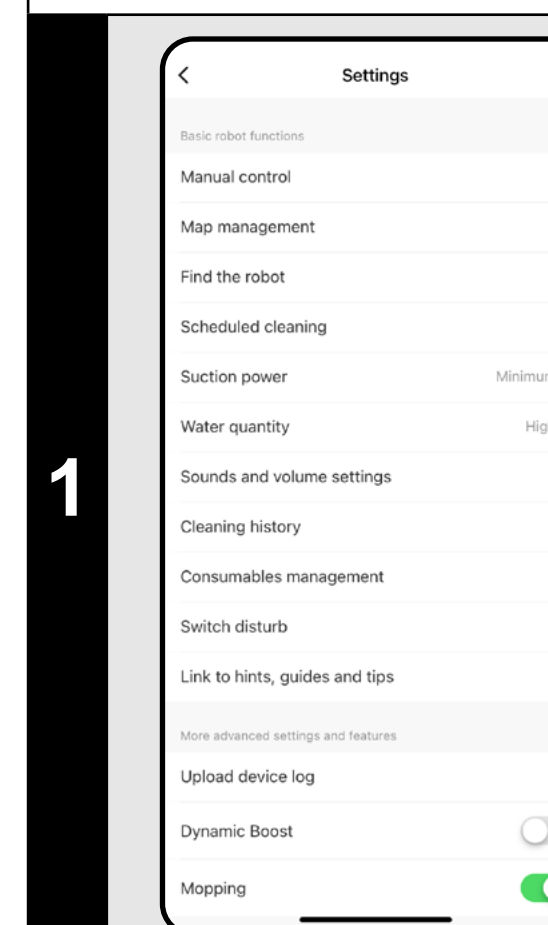 Settings
Basic robot functions
Manual control
Map management
Find the robot
Scheduled cleaning
Suction power
Water quantity
Sounds and volume settings
Cleaning history
Consumables management
Switch disturb
Link to hints, guides and tips
More advanced settings and features
Upload device log
Dynamic Boost
Mopping
1